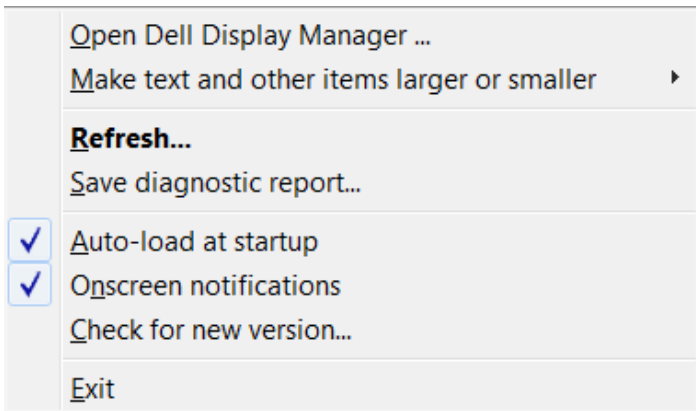 Open Dell Display Manager ...
Make text and other items larger or smaller
Refresh...
Save diagnostic report...
Auto-load at startup
Onscreen notifications
Check for new version...
Exit